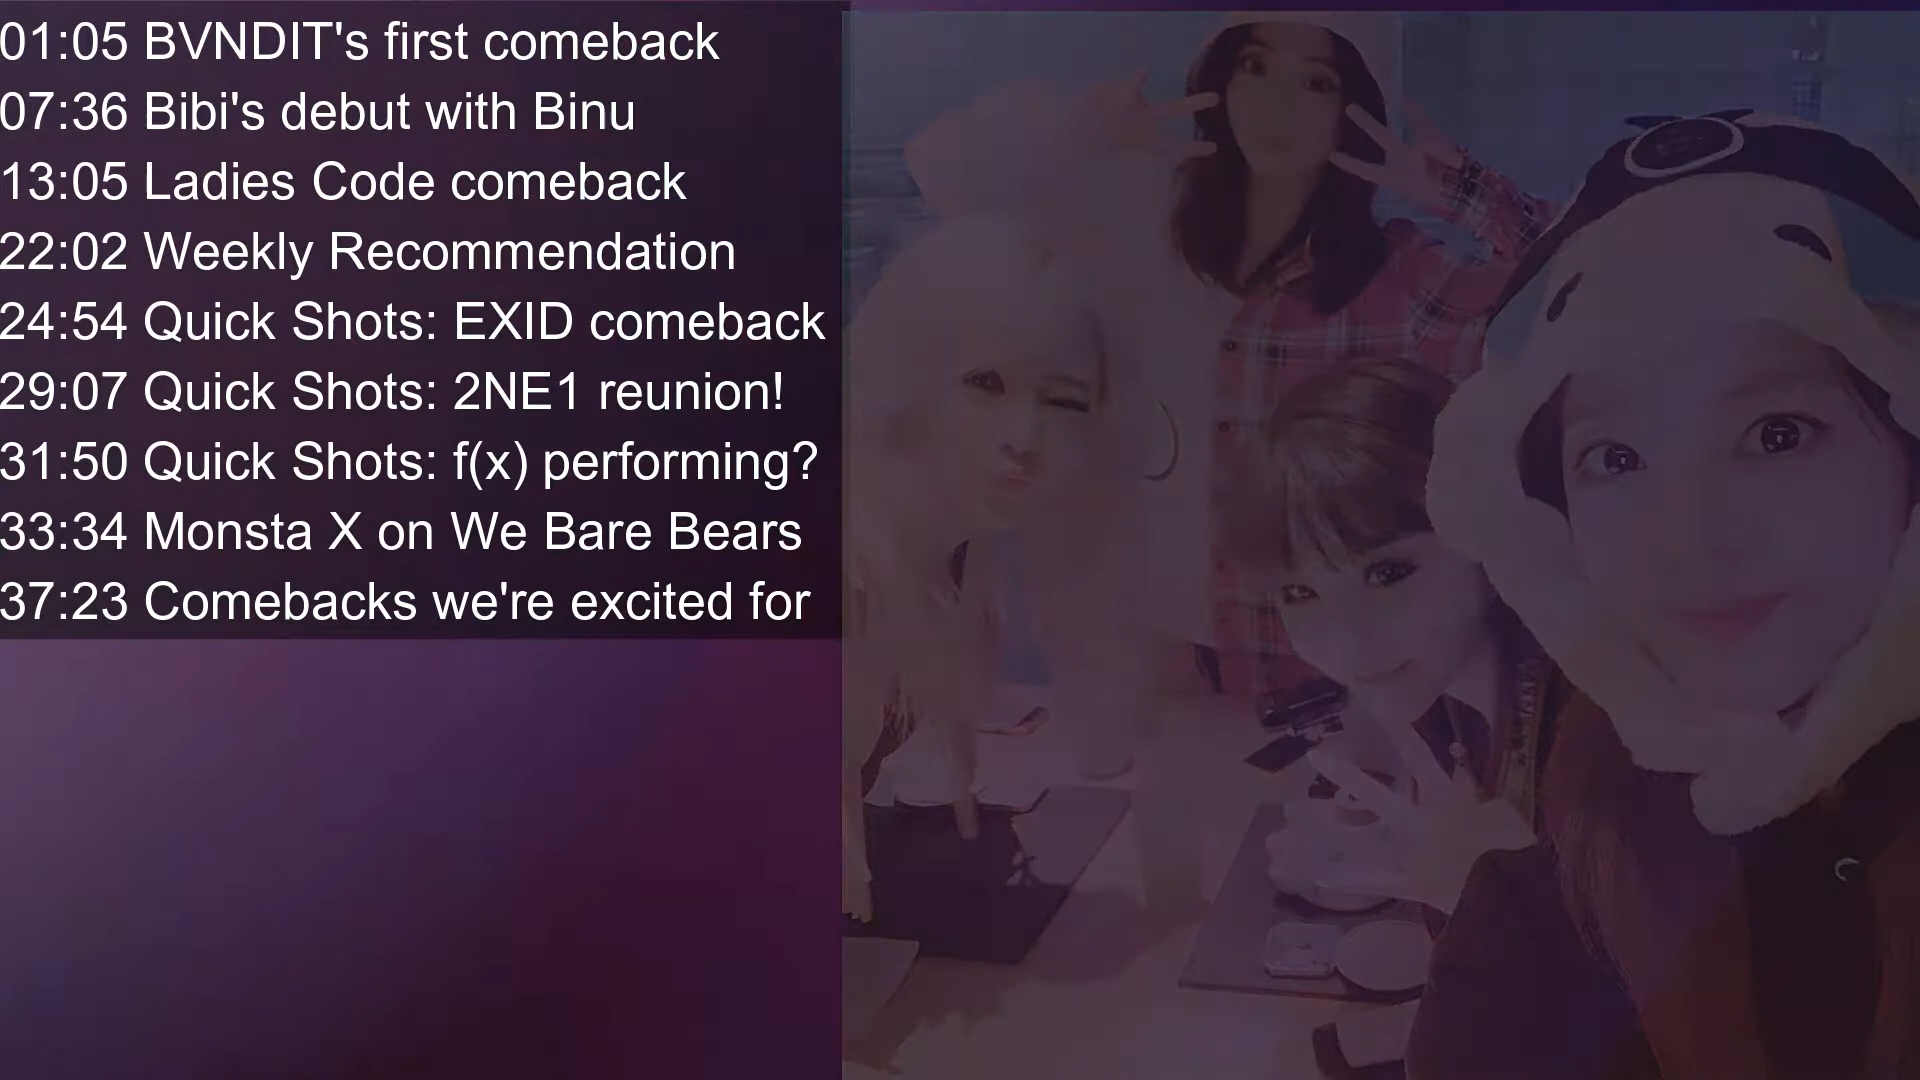 01:05 BVNDIT's first comeback
07:36 Bibi's debut with Binu
13:05 Ladies Code comeback
22:02 Weekly Recommendation
24:54 Quick Shots: EXID comeback
29:07 Quick Shots: 2NE1 reunion!
31:50 Quick Shots: f(x) performing?
33:34 Monsta X on We Bare Bears
37:23 Comebacks we're excited for